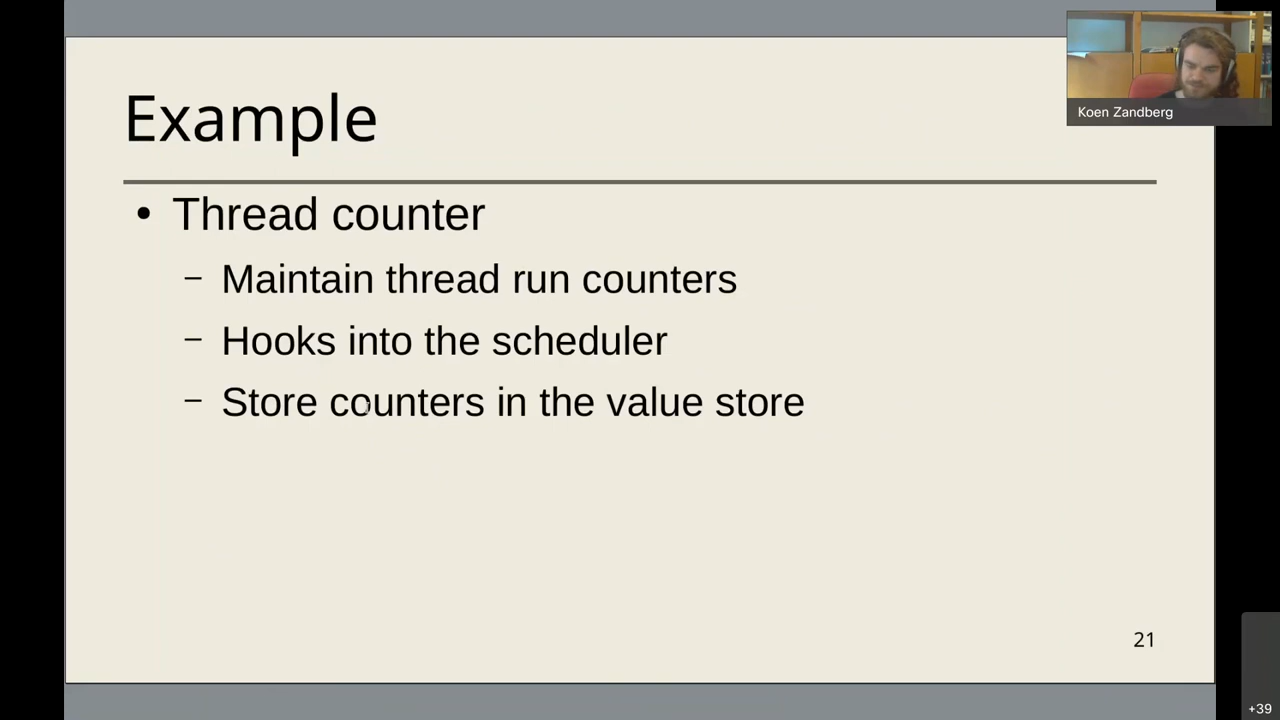 Example
Koen Zandberg
• Thread counter
– Maintain thread run counters
– Hooks into the scheduler
– Store counters in the value store
21
+39